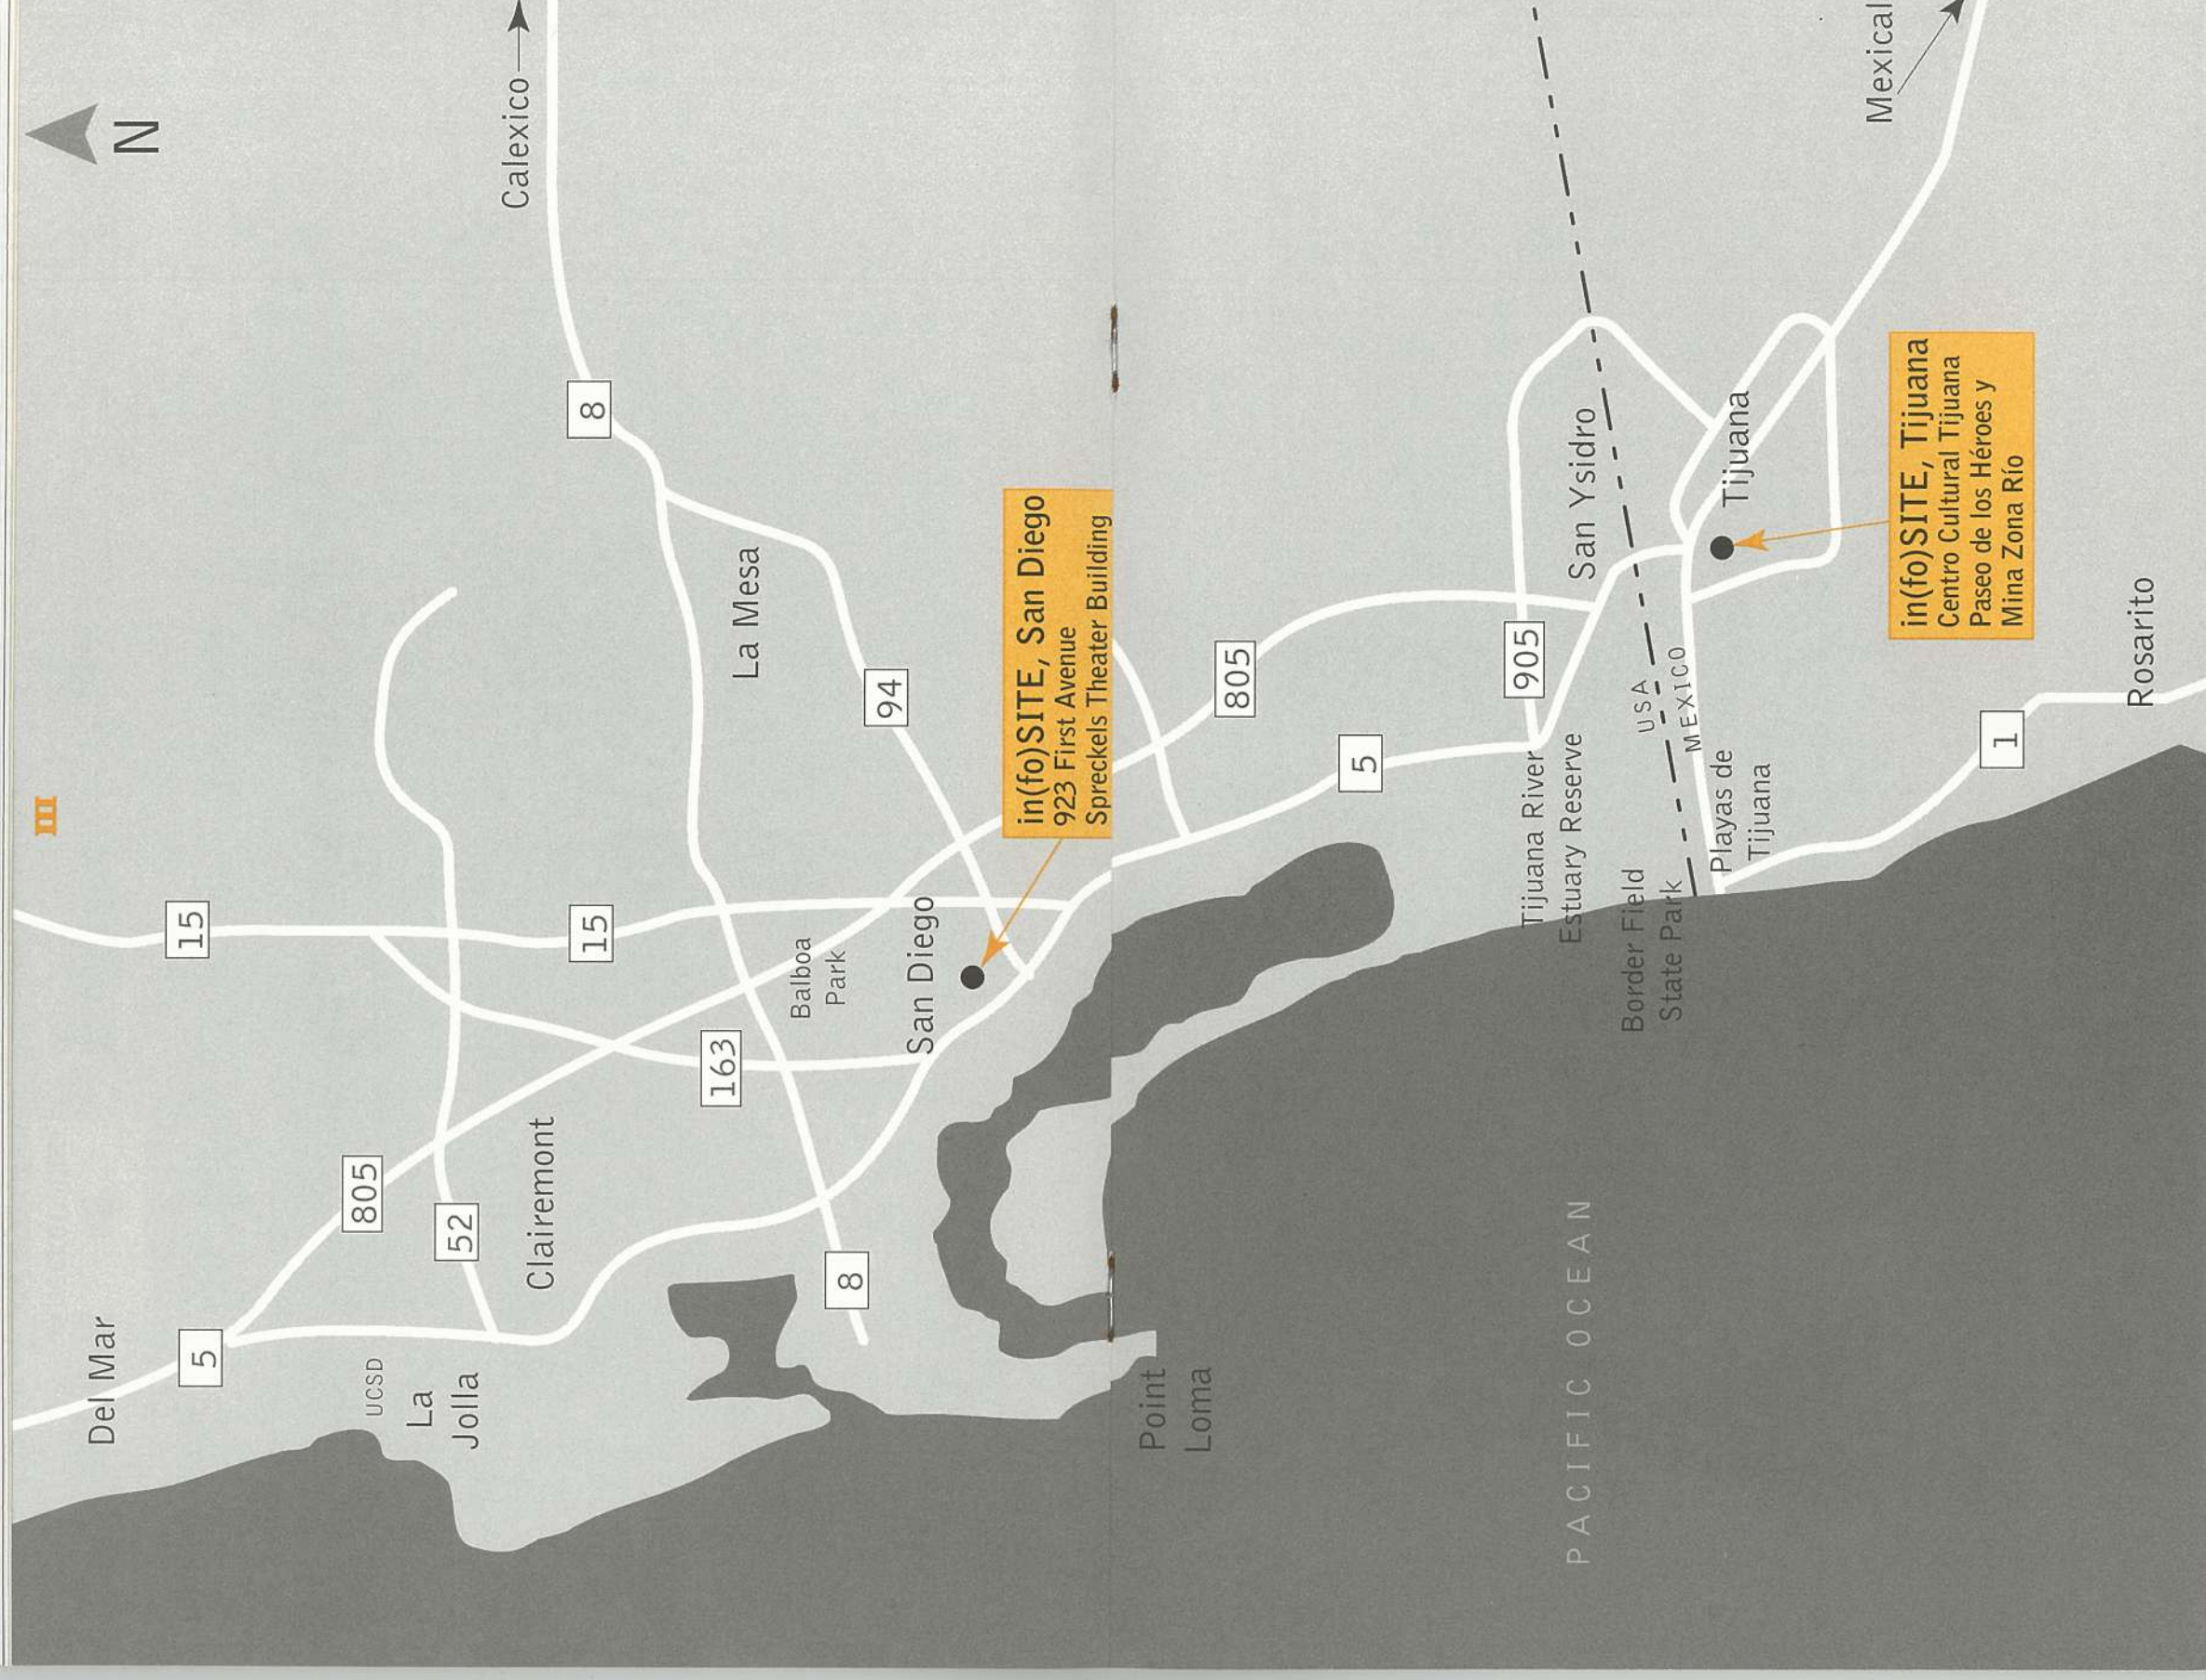 III
Del Mar
N
15
5
805
UCSD
La
Jolla
52
Calexico
Clairemont
8
15
163
La Mesa
Balboa
Park
8
94
San Diego
in(fo)SITE, San Diego
923 First Avenue
Spreckels Theater Building
Point
Loma
805
5
905
Tijuana River
Estuary Reserve
San Ysidro
PACIFIC OCEAN
Border Field
State Park
USA
MEXICO
Playas de
Tijuana
Tijuana
Mexical
in(fo)SITE, Tijuana
Centro Cultural Tijuana
Paseo de los Héroes y
Mina Zona Río
1
Rosarito